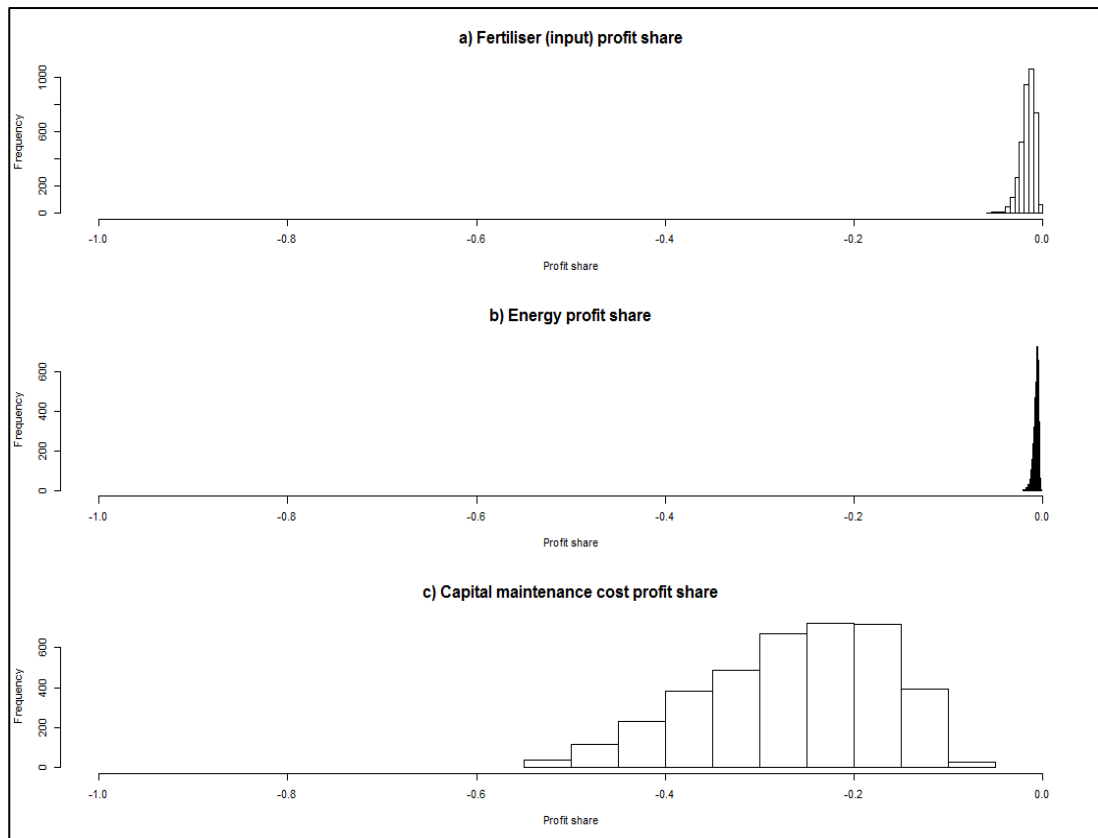 a) Fertiliser (input) profit share
Frequency
1000
600
200
0
-1.0 -0.8 -0.6 -0.4 -0.2 0.0
Profit share
b) Energy profit share
Frequency
600
400
200
0
-1.0 -0.8 -0.6 -0.4 -0.2 0.0
Profit share
c) Capital maintenance cost profit share
Frequency
600
400
200
0
-1.0 -0.8 -0.6 -0.4 -0.2 0.0
Profit share